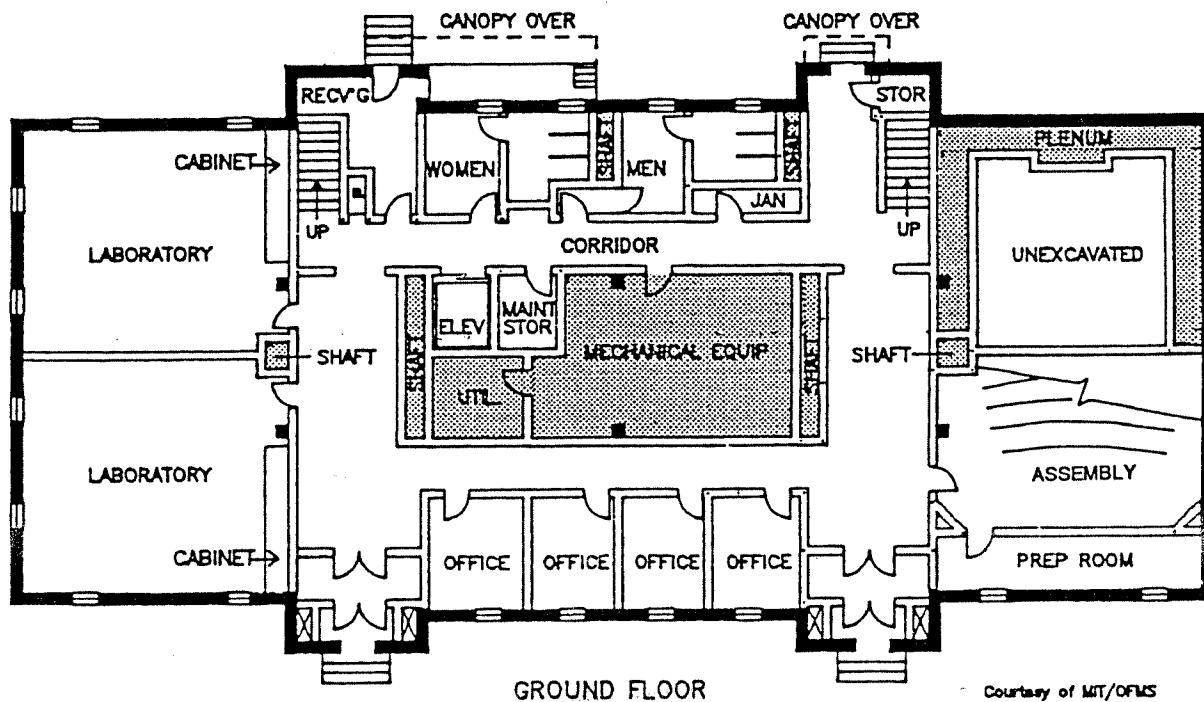 CANOPY OVER
CANOPY OVER
RECV'G
STOR
PLENUM
CABINET
WOMEN
SHAFT
MEN
SHAFT
JAN
UP
UP
CORRIDOR
LABORATORY
UNEXCAVATED
ELEV
MAINT
STOR
SHAFT
MECHANICAL EQUIP
SHAFT
SHAFT
SHAFT
UTIL
LABORATORY
ASSEMBLY
CABINET
OFFICE
OFFICE
OFFICE
OFFICE
PREP ROOM
GROUND FLOOR
Courtesy of MIT/OFMS